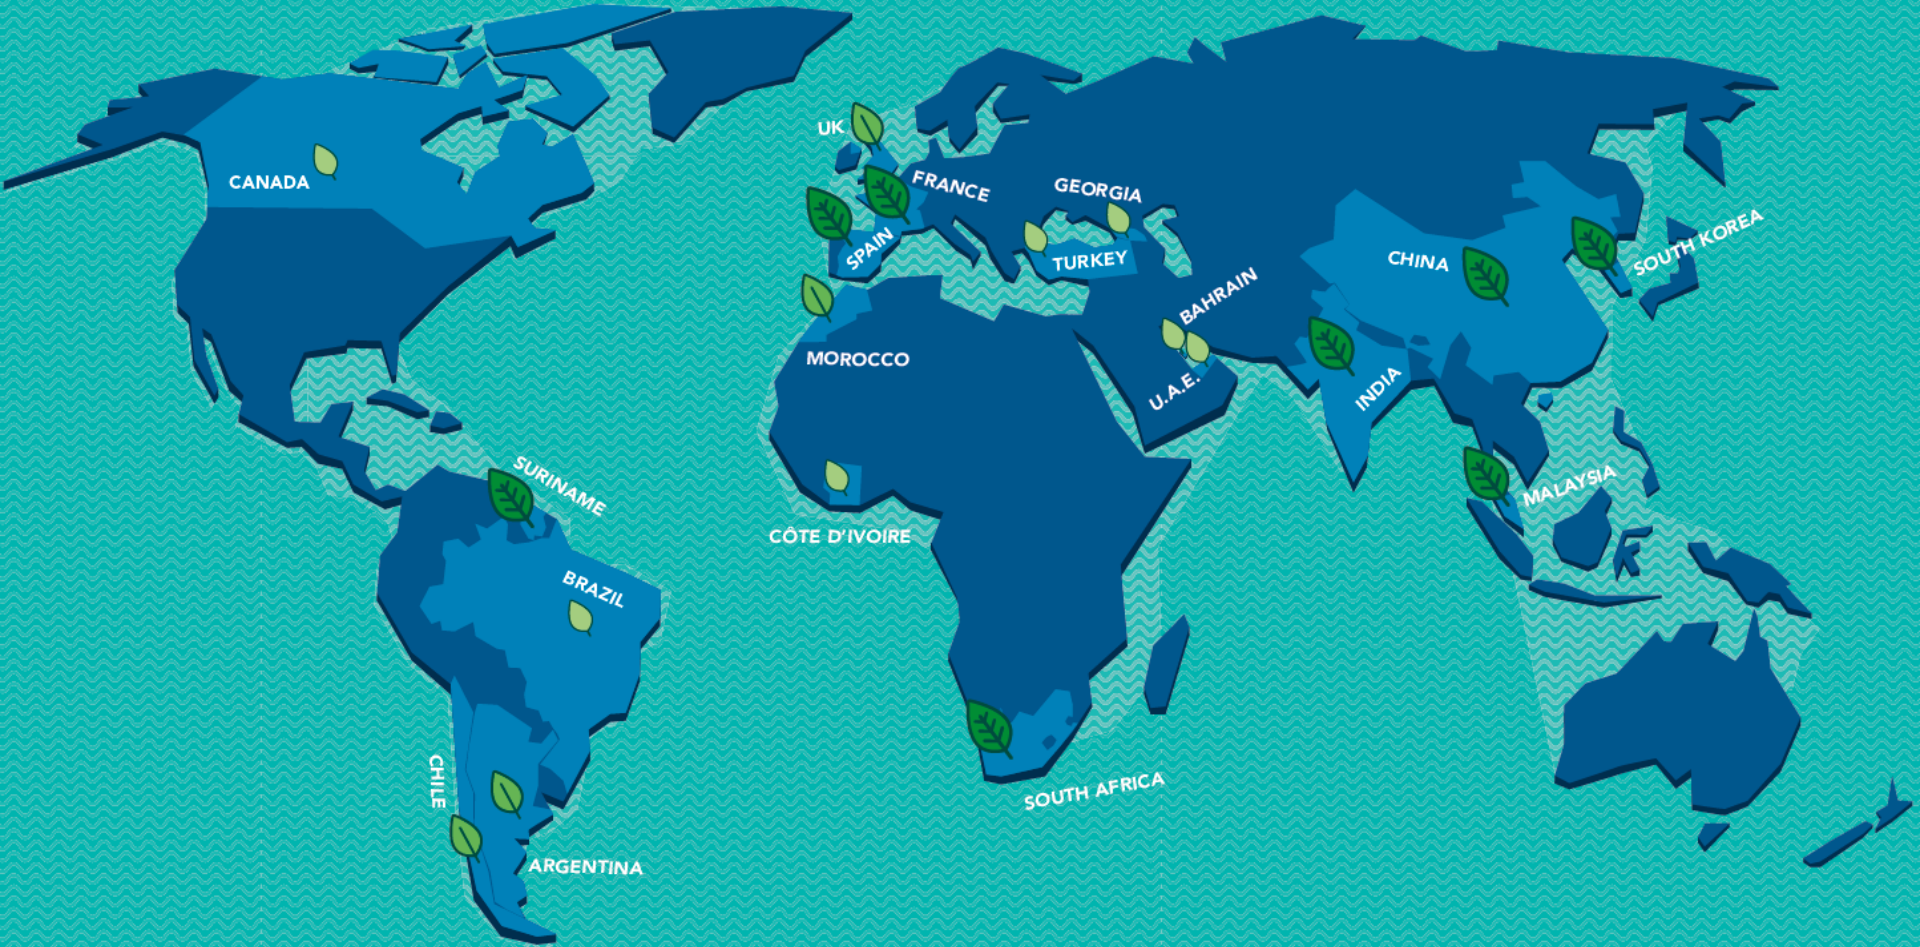 UK
CANADA
FRANCE
GEORGIA
SPAIN
TURKEY
CHINA
SOUTH KOREA
BAHRAIN
MOROCCO
U.A.E.
INDIA
SURINAME
MALAYSIA
CÔTE D'IVOIRE
BRAZIL
CHILE
SOUTH AFRICA
ARGENTINA